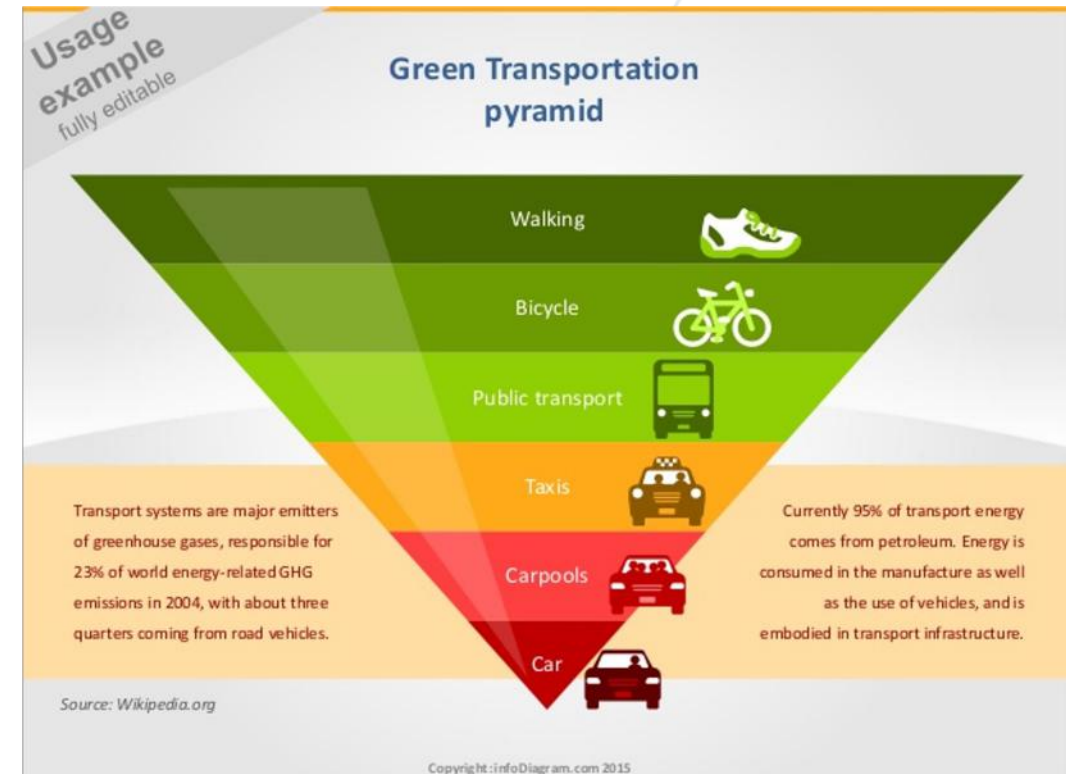 Usage
example
fully editable
Green Transportation
pyramid
Walking
Bicycle
Public transport
Taxis
Carpools
Car
Transport systems are major emitters
of greenhouse gases, responsible for
23% of world energy-related GHG
emissions in 2004, with about three
quarters coming from road vehicles.
Currently 95% of transport energy
comes from petroleum. Energy is
consumed in the manufacture as well
as the use of vehicles, and is
embodied in transport infrastructure.
Source: Wikipedia.org
Copyright:infoDiagram.com 2015